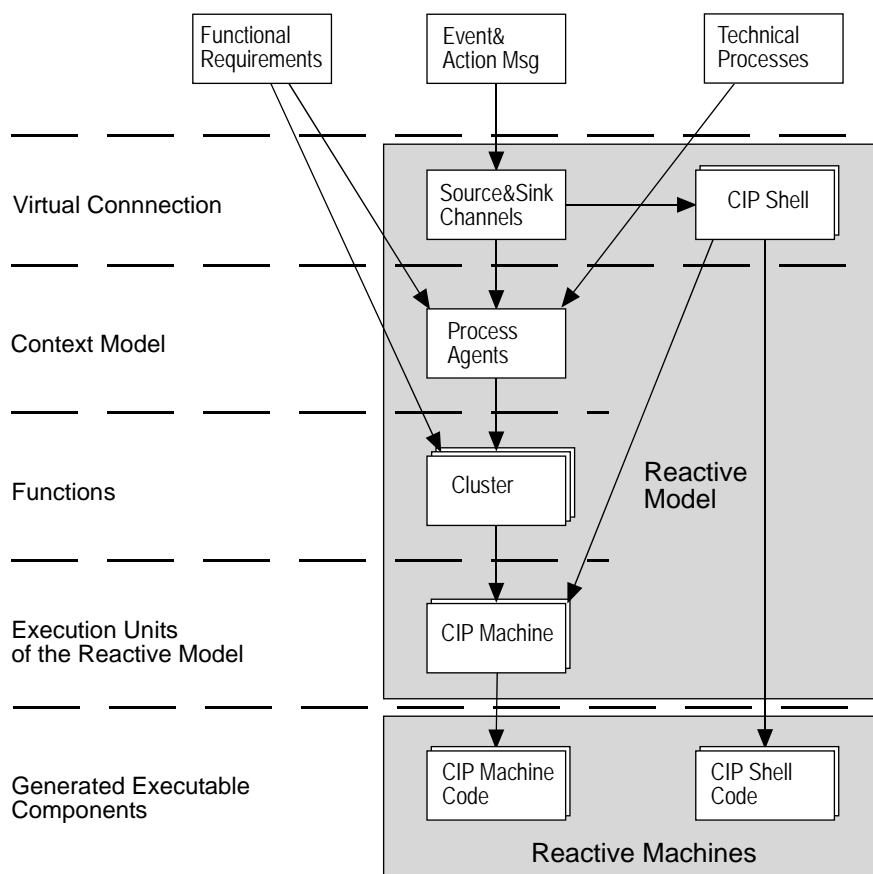 Functional
Requirements
Event&
Action Msg
Technical
Processes
Virtual Connnection
Source&Sink
Channels
CIP Shell
Context Model
Process
Agents
Functions
Cluster
Reactive
Model
Execution Units
of the Reactive Model
CIP Machine
Generated Executable
Components
CIP Machine
Code
CIP Shell
Code
Reactive Machines